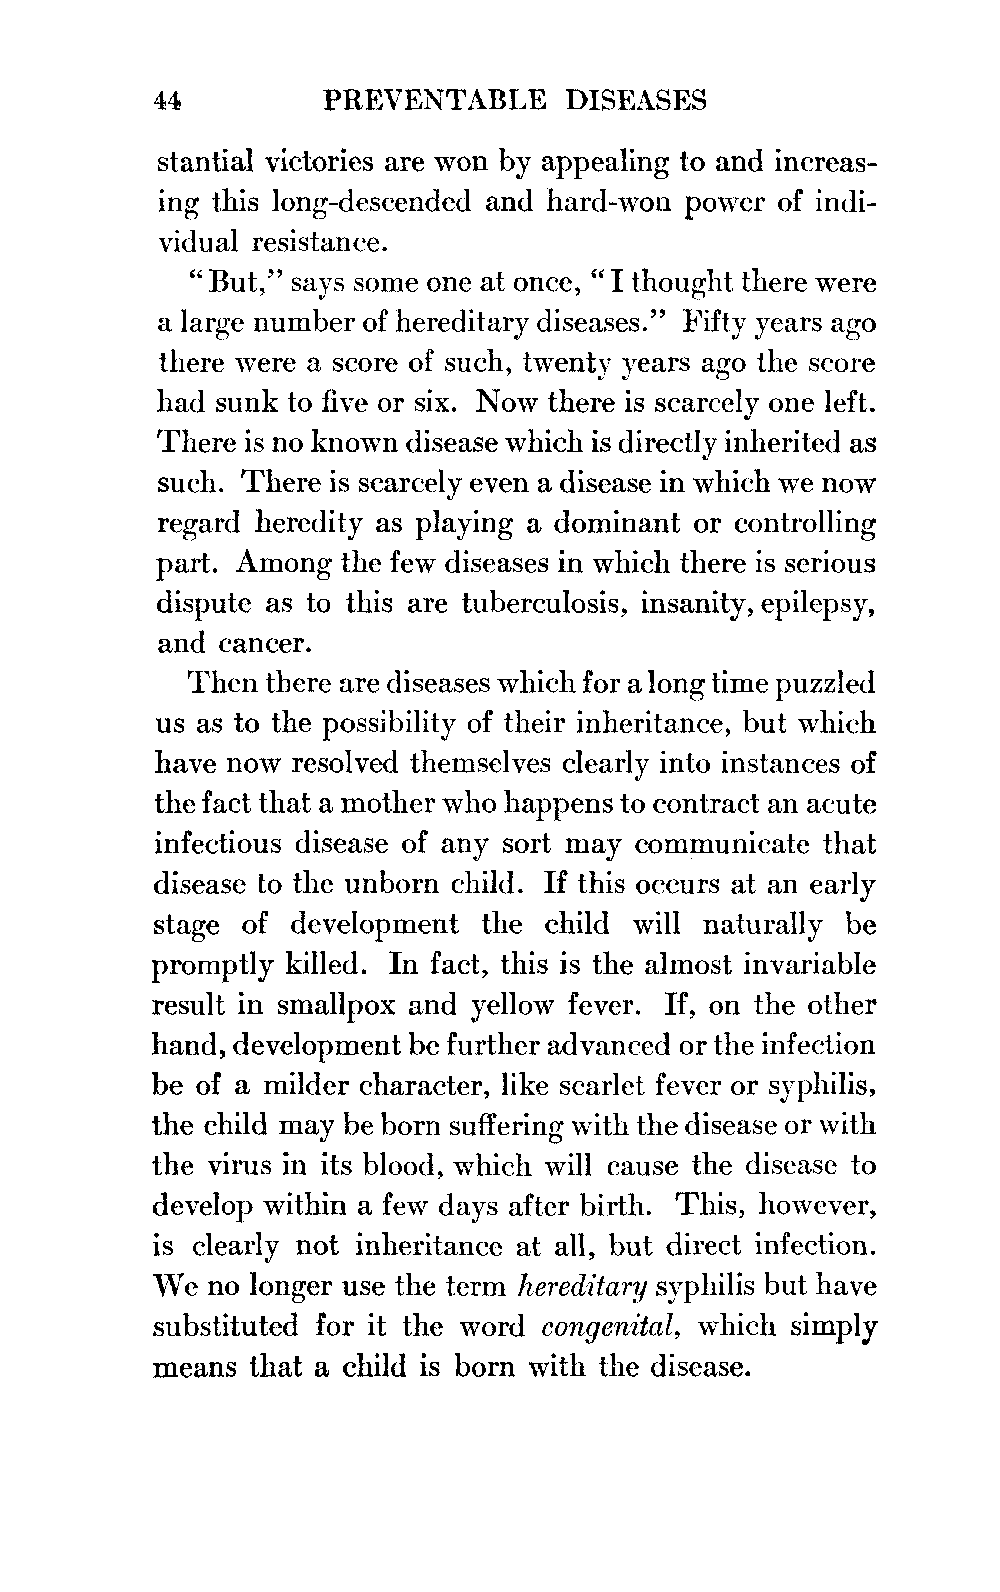 44 PREVENTABLE DISEASES
stantial victories are won by appealing to and increas-
ing this long-descended and hard-won power of indi-
vidual resistance.
“But,” says some one at once, “I thought there were
a large number of hereditary diseases.” Fifty years ago
there were a score of such, twenty years ago the score
had sunk to five or six. Now there is scarcely one left.
There is no known disease which is directly inherited as
such. There is scarcely even a disease in which we now
regard heredity as playing a dominant or controlling
part. Among the few diseases in which there is serious
dispute as to this are tuberculosis, insanity, epilepsy,
and cancer.
Then there are diseases which for a long time puzzled
us as to the possibility of their inheritance, but which
have now resolved themselves clearly into instances of
the fact that a mother who happens to contract an acute
infectious disease of any sort may communicate that
disease to the unborn child. If this occurs at an early
stage of development the child will naturally be
promptly killed. In fact, this is the almost invariable
result in smallpox and yellow fever. If, on the other
hand, development be further advanced or the infection
be of a milder character, like scarlet fever or syphilis,
the child may be born suffering with the disease or with
the virus in its blood, which will cause the disease to
develop within a few days after birth. This, however,
is clearly not inheritance at all, but direct infection.
We no longer use the term hereditary syphilis but have
substituted for it the word congenital, which simply
means that a child is born with the disease.